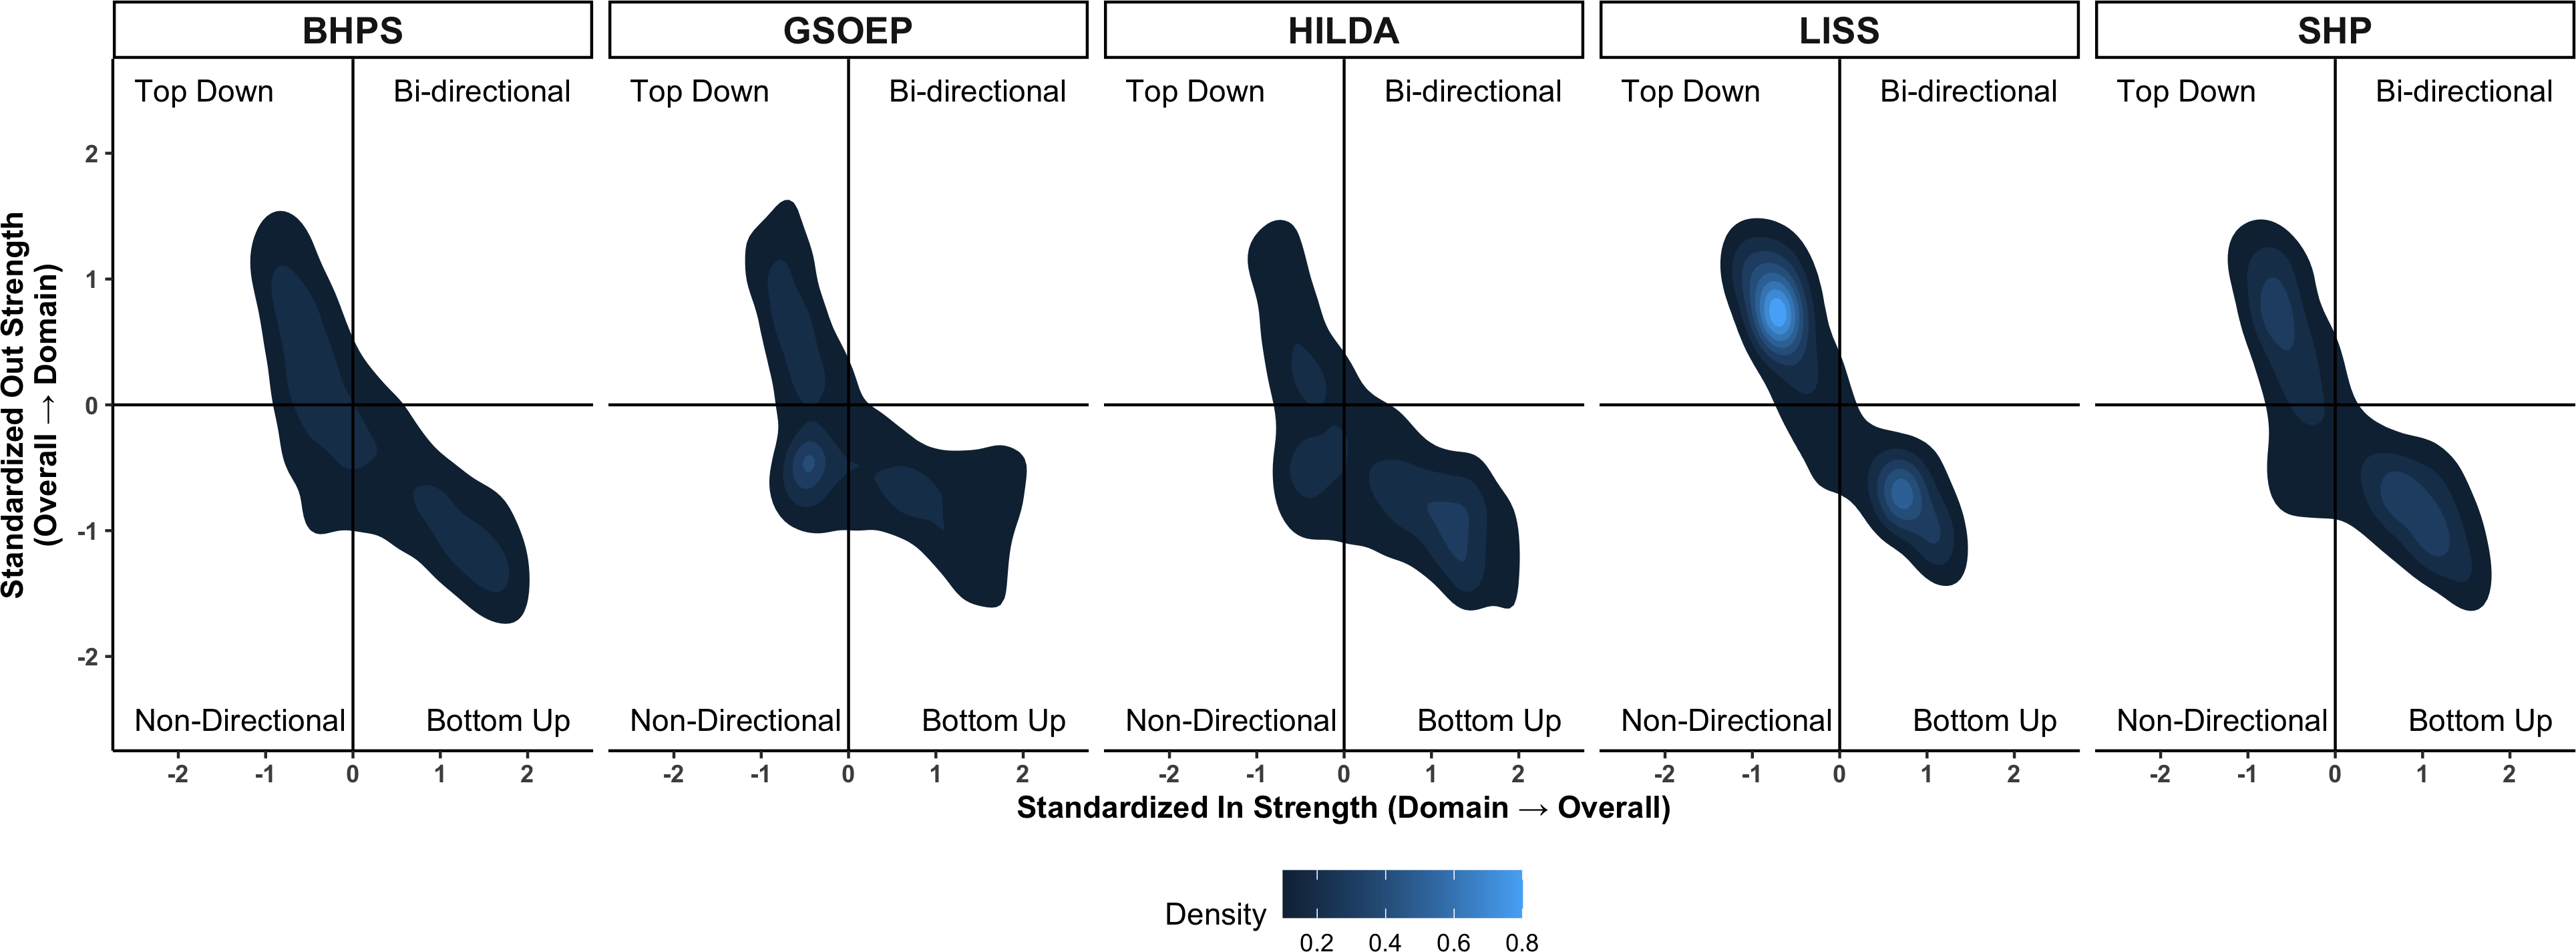 BHPS GSOEP HILDA LISS SHP
Top Down Bi-directional Top Down Bi-directional Top Down Bi-directional Top Down Bi-directional Top Down Bi-directional
2
1
0
-1
-2
Standardized Out Strength
(Overall → Domain)
Non-Directional Bottom Up Non-Directional Bottom Up Non-Directional Bottom Up Non-Directional Bottom Up Non-Directional Bottom Up
-2 -1 0 1 2 -2 -1 0 1 2 -2 -1 0 1 2 -2 -1 0 1 2 -2 -1 0 1 2
Standardized In Strength (Domain → Overall)
Density
0.2 0.4 0.6 0.8